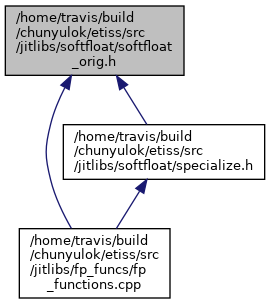 /home/travis/build
/chunyulok/etiss/src
/jitlibs/softfloat/softfloat
_orig.h
/home/travis/build
/chunyulok/etiss/src
/jitlibs/softfloat/specialize.h
/home/travis/build
/chunyulok/etiss/src
/jitlibs/fp_funcs/fp
_functions.cpp